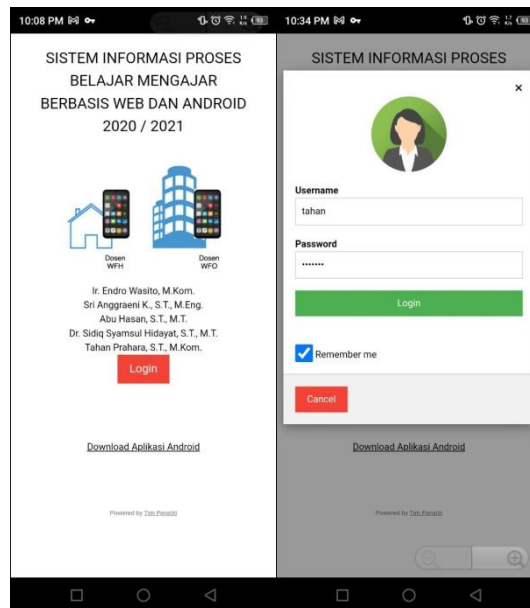 10:08 PM
SISTEM INFORMASI PROSES
BELAJAR MENGAJAR
BERBASIS WEB DAN ANDROID
2020 / 2021
Dosen
WFH
Dosen
WFO
Ir. Endro Wasito, M.Kom.
Sri Anggraeni K., S.T., M.Eng.
Abu Hasan, S.T., M.T.
Dr. Sidiq Syamsul Hidayat, S.T., M.T.
Tahan Prahara, S.T., M.Kom.
Login
Download Aplikasi Android
Powered by Tim Peneliti
10:34 PM
SISTEM INFORMASI PROSES
×
Username
tahan
Password
•••••••
Login
Remember me
Cancel
Download Aplikasi Android
Powered by Tim Peneliti